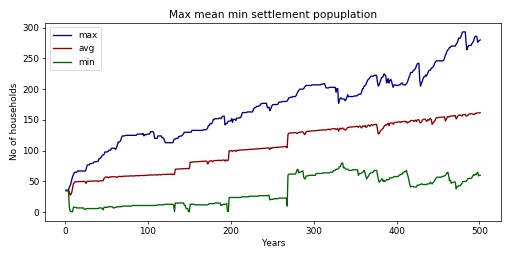 Max mean min settlement popuplation
max
avg
min
No of households
300
250
200
150
100
50
0
0 100 200 300 400 500
Years